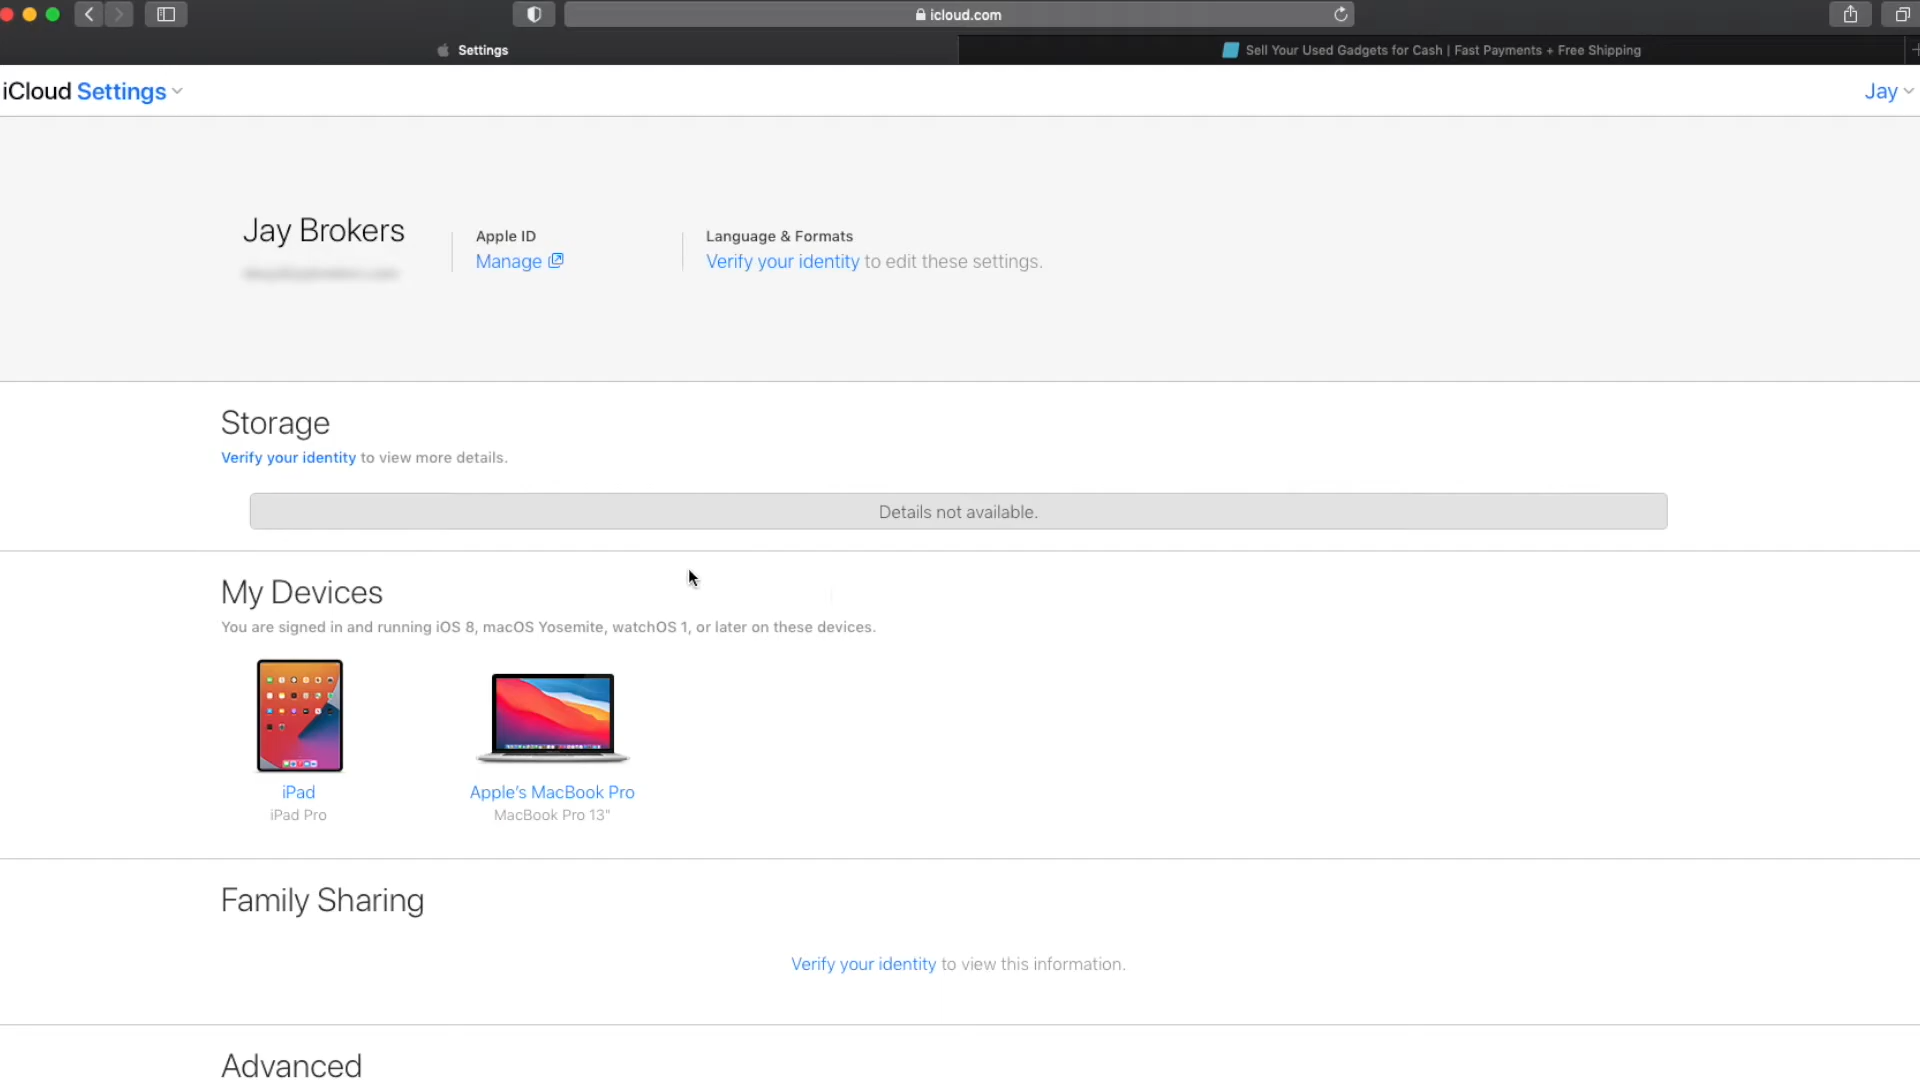 icloud.com
Settings
Sell Your Used Gadgets for Cash | Fast Payments + Free Shipping
iCloud Settings
Jay
Jay Brokers
Apple ID
Manage
Language & Formats
Verify your identity to edit these settings.
Storage
Verify your identity to view more details.
Details not available.
My Devices
You are signed in and running iOS 8, macOS Yosemite, watchOS 1, or later on these devices.
iPad
iPad Pro
Apple’s MacBook Pro
MacBook Pro 13"
Family Sharing
Verify your identity to view this information.
Advanced